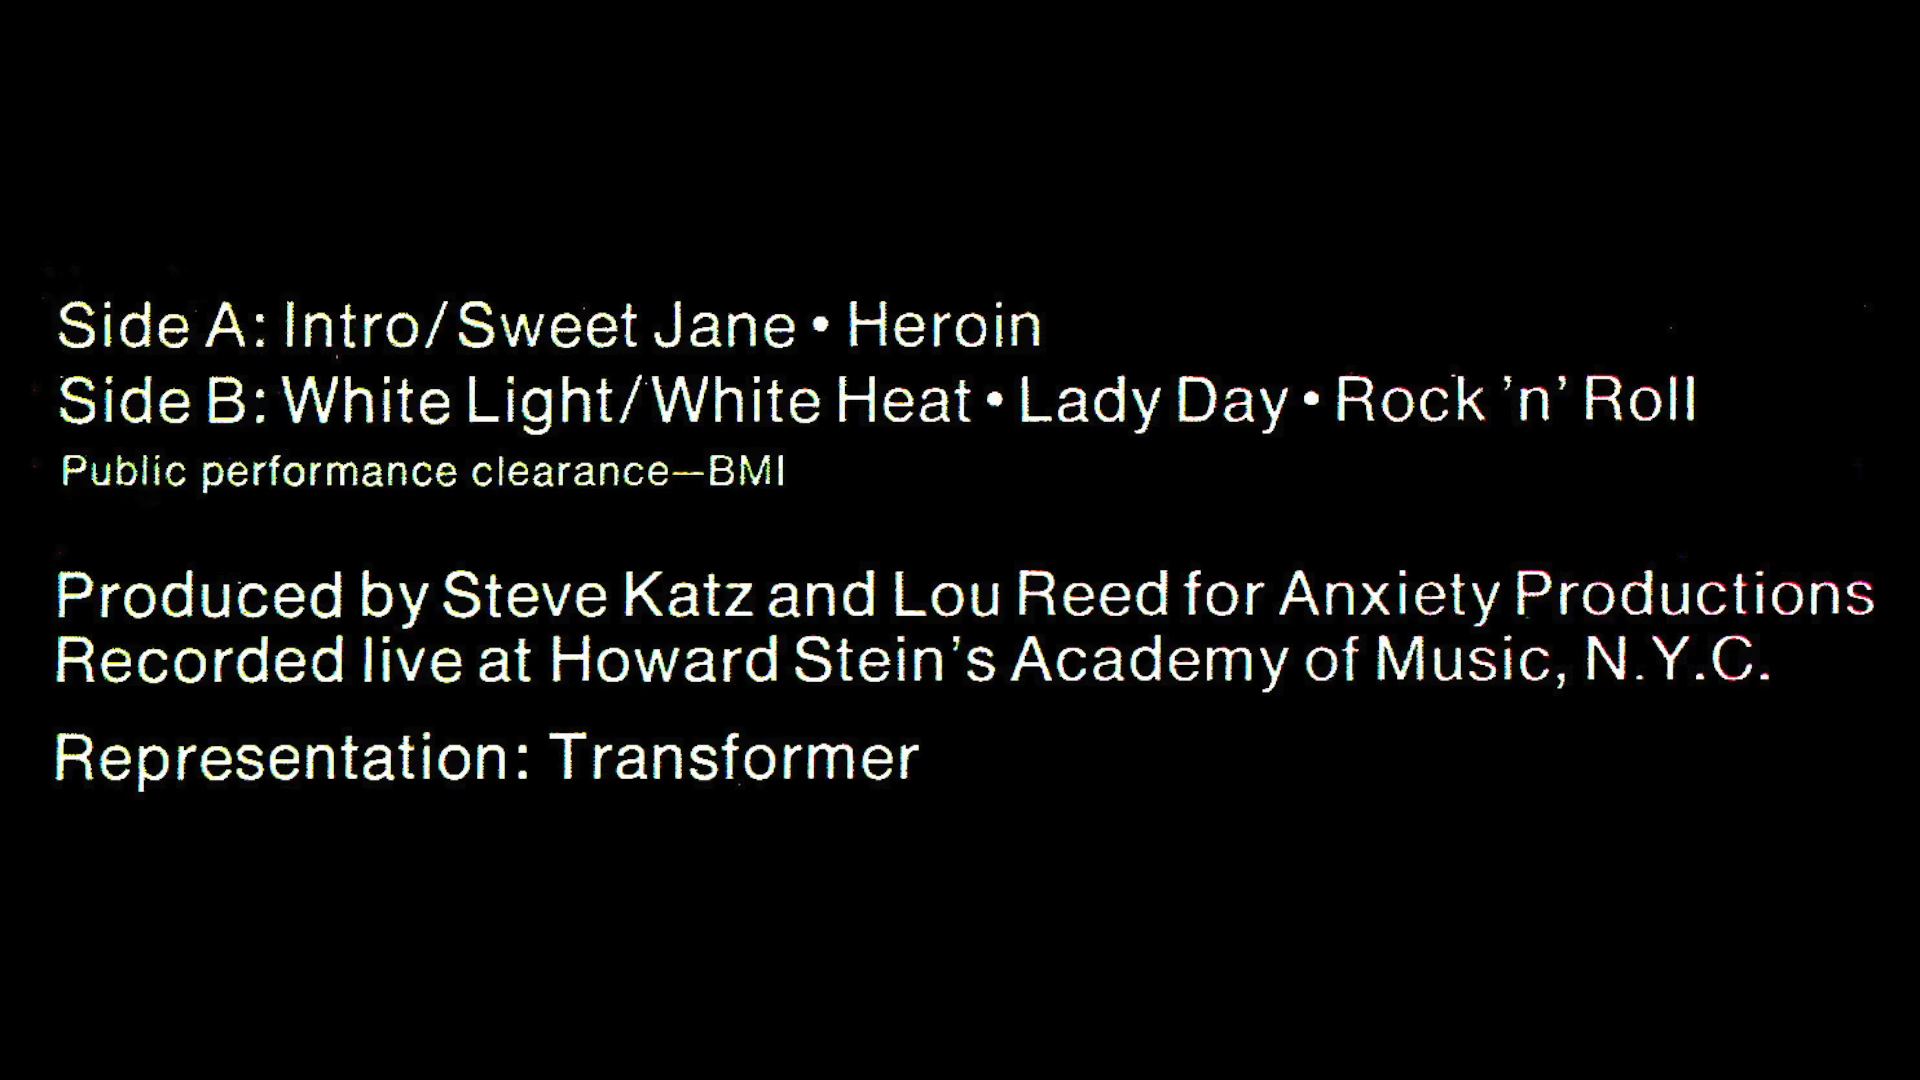 Side A: Intro/Sweet Jane • Heroin
Side B: White Light/White Heat • Lady Day • Rock ’n’ Roll
Public performance clearance—BMI
Produced by Steve Katz and Lou Reed for Anxiety Productions
Recorded live at Howard Stein’s Academy of Music, N.Y.C.
Representation: Transformer